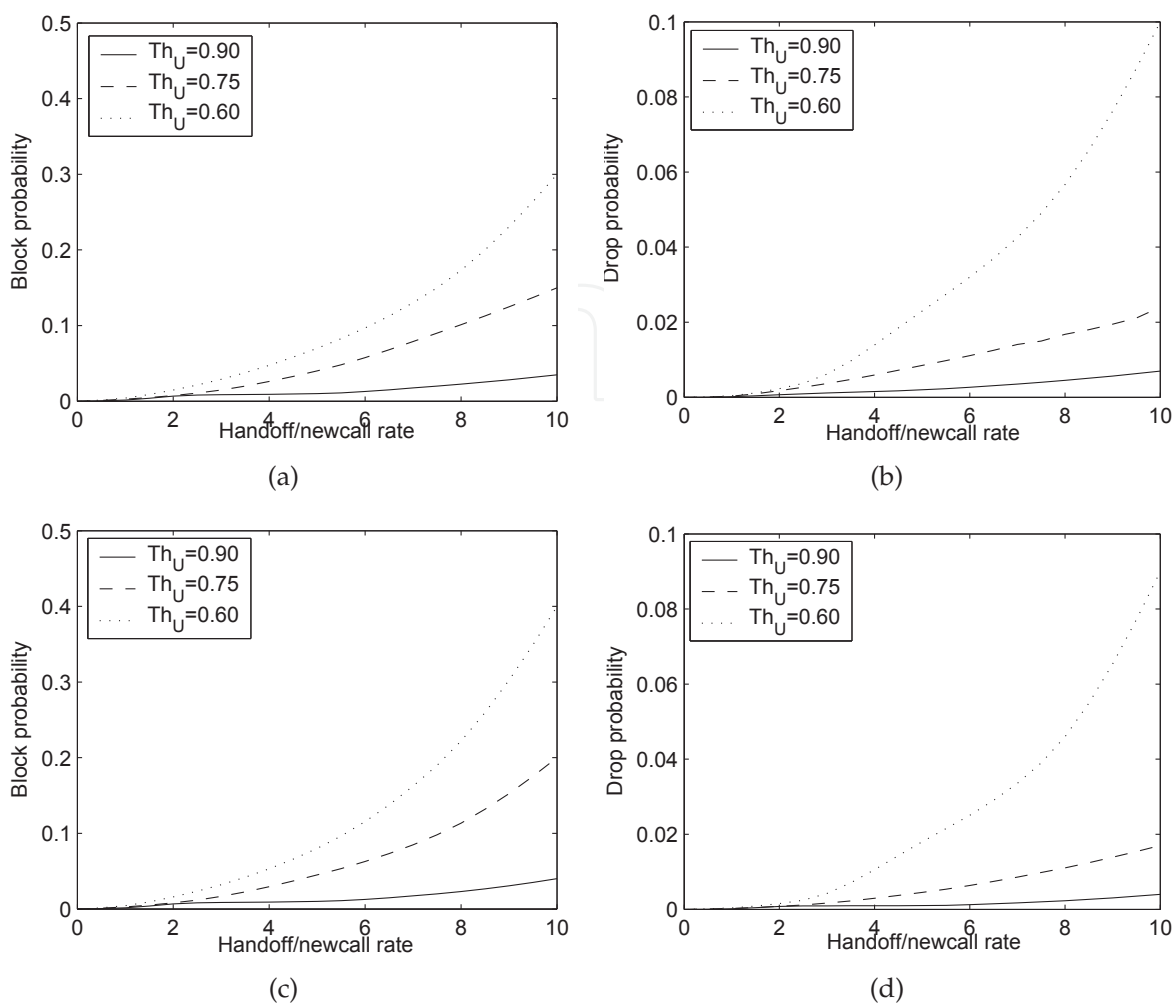 0.5
0.4
0.3
0.2
0.1
0
Block probability
Th_U=0.90
Th_U=0.75
Th_U=0.60
0 2 4 6 8 10
Handoff/newcall rate
(a)
0.1
0.08
0.06
0.04
0.02
0
Drop probability
Th_U=0.90
Th_U=0.75
Th_U=0.60
0 2 4 6 8 10
Handoff/newcall rate
(b)
0.5
0.4
0.3
0.2
0.1
0
Block probability
Th_U=0.90
Th_U=0.75
Th_U=0.60
0 2 4 6 8 10
Handoff/newcall rate
(c)
0.1
0.08
0.06
0.04
0.02
0
Drop probability
Th_U=0.90
Th_U=0.75
Th_U=0.60
0 2 4 6 8 10
Handoff/newcall rate
(d)